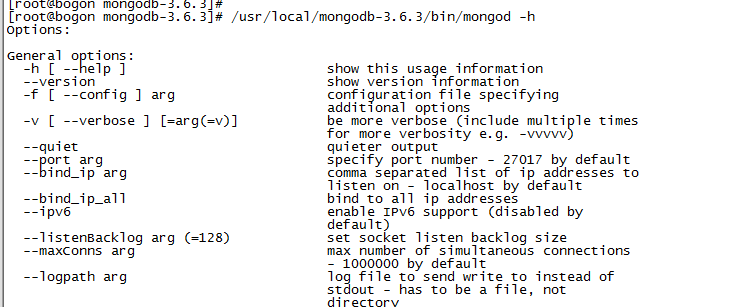 [root@bogon mongodb-3.6.3]#
[root@bogon mongodb-3.6.3]# /usr/local/mongodb-3.6.3/bin/mongod -h
Options:
General options:
-h [ --help ] show this usage information
--version show version information
-f [ --config ] arg configuration file specifying
additional options
-v [ --verbose ] [=arg(=v)] be more verbose (include multiple times
for more verbosity e.g. -vvvvv)
--quiet quieter output
--port arg specify port number - 27017 by default
--bind_ip arg comma separated list of ip addresses to
listen on - localhost by default
--bind_ip_all bind to all ip addresses
--ipv6 enable IPv6 support (disabled by
default)
--listenBacklog arg (=128) set socket listen backlog size
--maxConns arg max number of simultaneous connections
- 1000000 by default
--logpath arg log file to send write to instead of
stdout - has to be a file, not
directory